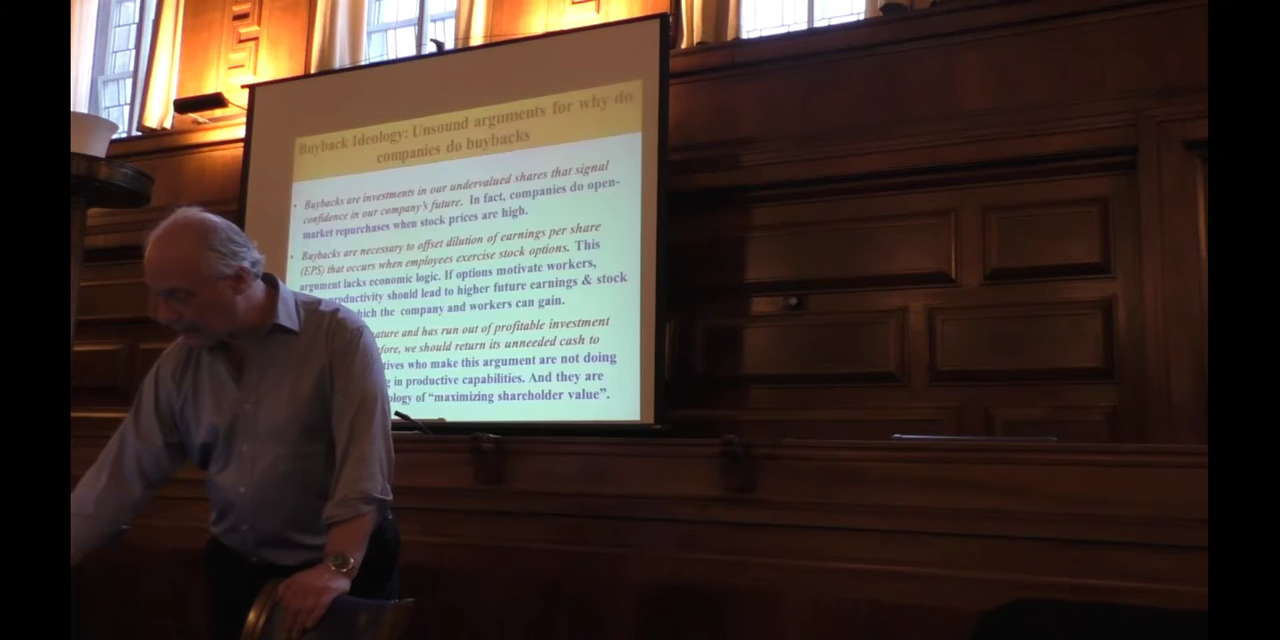 Buyback Ideology: Unsound arguments for why do
companies do buybacks
• Buybacks are investments in our undervalued shares that signal
confidence in our company's future. In fact, companies do open-
market repurchases when stock prices are high.
• Buybacks are necessary to offset dilution of earnings per share
(EPS) that occurs when employees exercise stock options. This
argument lacks economic logic. If options motivate workers,
productivity should lead to higher future earnings & stock
hich the company and workers can gain.
ature and has run out of profitable investment
fore, we should return its unneeded cash to
tives who make this argument are not doing
g in productive capabilities. And they are
ology of “maximizing shareholder value”.